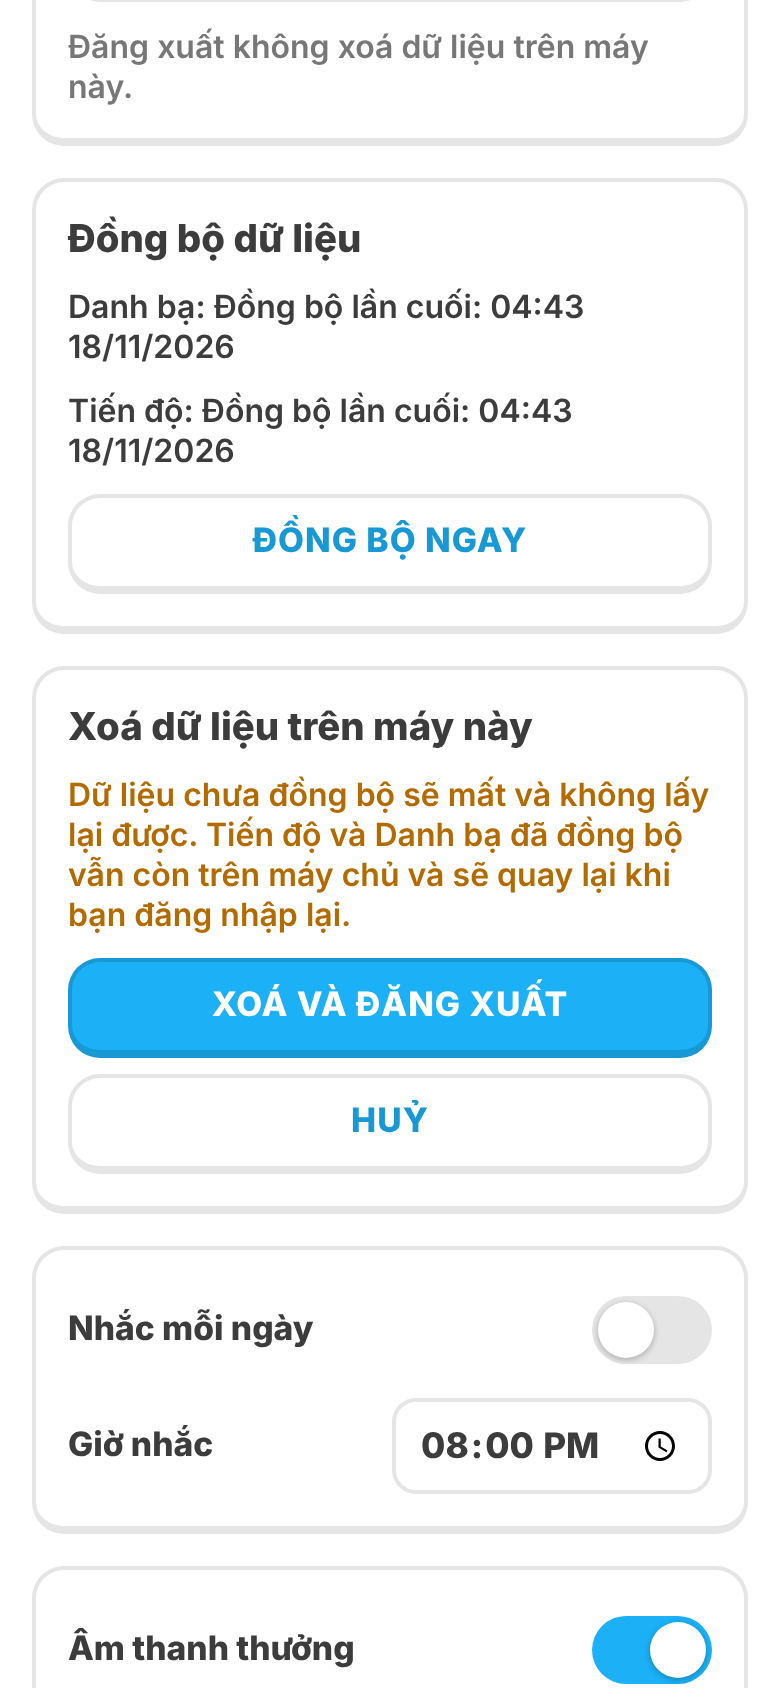 Đăng xuất không xoá dữ liệu trên máy
này.
Đồng bộ dữ liệu
Danh bạ: Đồng bộ lần cuối: 04:43
18/11/2026
Tiến độ: Đồng bộ lần cuối: 04:43
18/11/2026
ĐỒNG BỘ NGAY
Xoá dữ liệu trên máy này
Dữ liệu chưa đồng bộ sẽ mất và không lấy
lại được. Tiến độ và Danh bạ đã đồng bộ
vẫn còn trên máy chủ và sẽ quay lại khi
bạn đăng nhập lại.
XOÁ VÀ ĐĂNG XUẤT
HUỶ
Nhắc mỗi ngày
Giờ nhắc
08:00 PM
Âm thanh thưởng